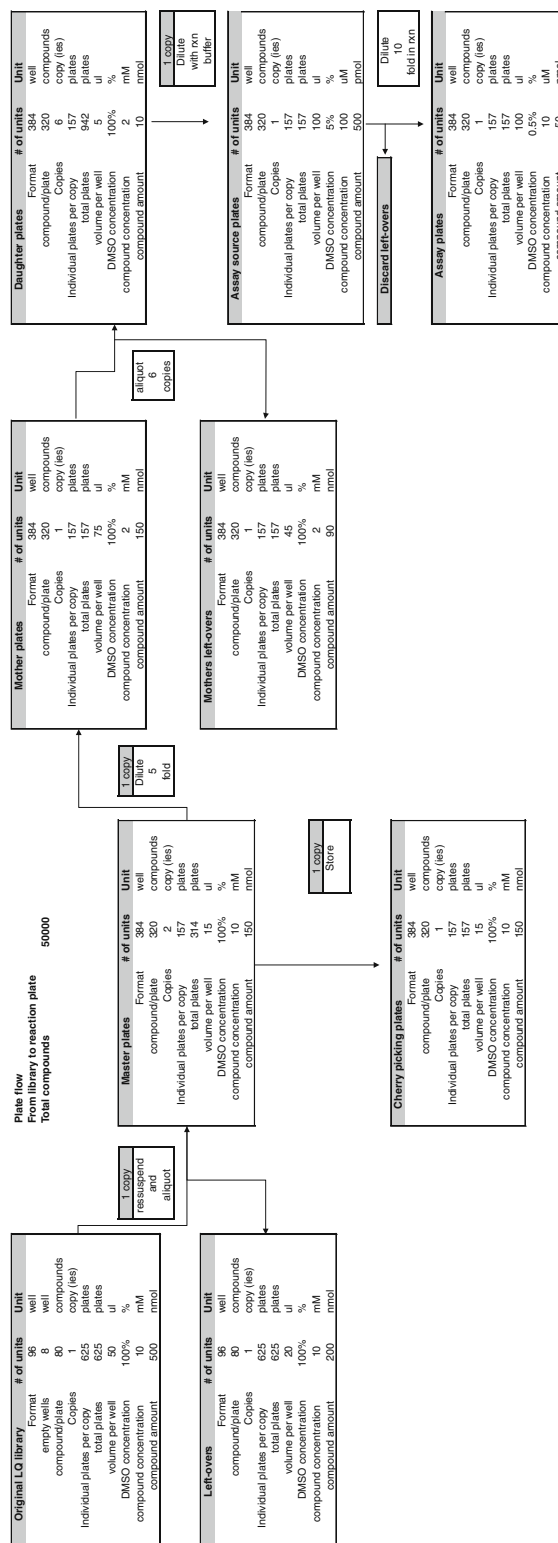 Plate flow
From library to reaction plate
Total compounds 50000
Original LQ library # of units Unit
Format 96 well
empty wells 8 well
compound/plate 80 compounds
Copies 1 copy (ies)
Individual plates per copy 625 plates
total plates 625 plates
volume per well 50 ul
DMSO concentration 100% %
compound concentration 10 mM
compound amount 500 nmol
Left-overs # of units Unit
Format 96 well
compound/plate 80 compounds
Copies 1 copy (ies)
Individual plates per copy 625 plates
total plates 625 plates
volume per well 20 ul
DMSO concentration 100% %
compound concentration 10 mM
compound amount 200 nmol
1 copy
ressuspend
and
aliquot
Master plates # of units Unit
Format 384 well
compound/plate 320 compounds
Copies 2 copy (ies)
Individual plates per copy 157 plates
total plates 314 plates
volume per well 15 ul
DMSO concentration 100% %
compound concentration 10 mM
compound amount 150 nmol
1 copy
Store
Cherry picking plates # of units Unit
Format 384 well
compound/plate 320 compounds
Copies 1 copy (ies)
Individual plates per copy 157 plates
total plates 157 plates
volume per well 15 ul
DMSO concentration 100% %
compound concentration 10 mM
compound amount 150 nmol
1 copy
Dilute
5
fold
Mother plates # of units Unit
Format 384 well
compound/plate 320 compounds
Copies 1 copy (ies)
Individual plates per copy 157 plates
total plates 157 plates
volume per well 75 ul
DMSO concentration 100% %
compound concentration 2 mM
compound amount 150 nmol
Mothers left-overs # of units Unit
Format 384 well
compound/plate 320 compounds
Copies 1 copy (ies)
Individual plates per copy 157 plates
total plates 157 plates
volume per well 45 ul
DMSO concentration 100% %
compound concentration 2 mM
compound amount 90 nmol
aliquot
6
copies
Daughter plates # of units Unit
Format 384 well
compound/plate 320 compounds
Copies 6 copy (ies)
Individual plates per copy 157 plates
total plates 942 plates
volume per well 5 ul
DMSO concentration 100% %
compound concentration 2 mM
compound amount 10 nmol
1 copy
Dilute
with rxn
buffer
Assay source plates # of units Unit
Format 384 well
compound/plate 320 compounds
Copies 1 copy (ies)
Individual plates per copy 157 plates
total plates 157 plates
volume per well 100 ul
DMSO concentration 5% %
compound concentration 100 uM
compound amount 500 pmol
Discard left-overs
Dilute
10
fold in rxn
Assay plates # of units Unit
Format 384 well
compound/plate 320 compounds
Copies 1 copy (ies)
Individual plates per copy 157 plates
total plates 157 plates
volume per well 100 ul
DMSO concentration 0.5% %
compound concentration 10 uM